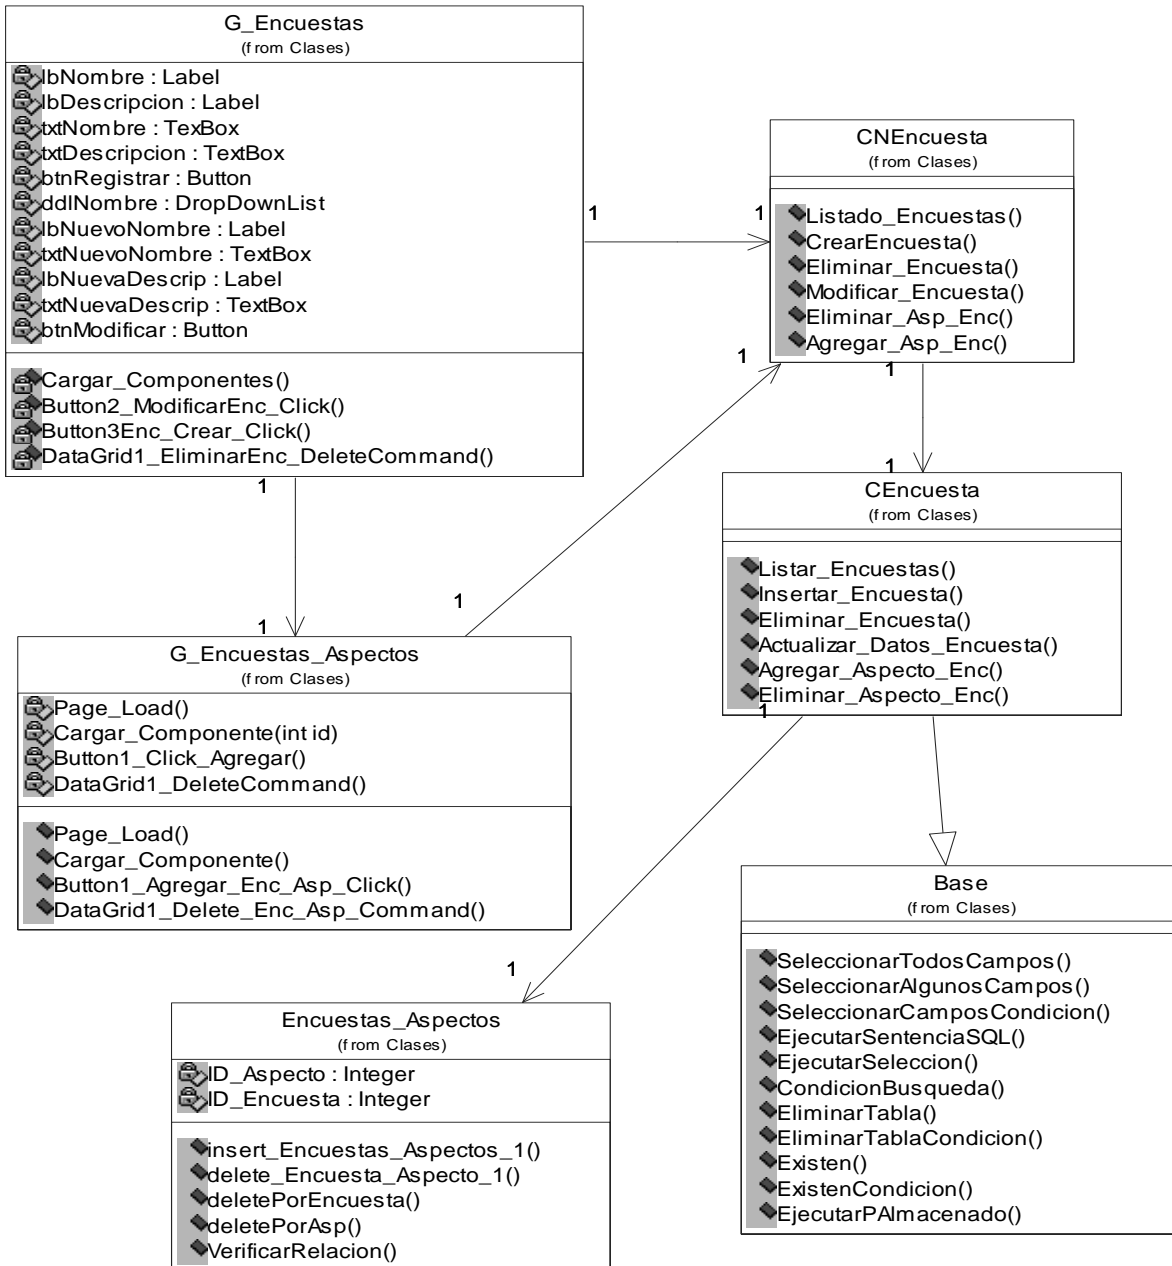 G_Encuestas
(from Clases)
lbNombre : Label
lbDescripcion : Label
txtNombre : TexBox
txtDescripcion : TextBox
btnRegistrar : Button
ddlNombre : DropDownList
lbNuevoNombre : Label
txtNuevoNombre : TextBox
lbNuevaDescrip : Label
txtNuevaDescrip : TextBox
btnModificar : Button
Cargar_Componentes()
Button2_ModificarEnc_Click()
Button3Enc_Crear_Click()
DataGrid1_EliminarEnc_DeleteCommand()
1
1
CNEncuesta
(from Clases)
Listado_Encuestas()
CrearEncuesta()
Eliminar_Encuesta()
Modificar_Encuesta()
Eliminar_Asp_Enc()
Agregar_Asp_Enc()
1
1
1
1
CEncuesta
(from Clases)
Listar_Encuestas()
Insertar_Encuesta()
Eliminar_Encuesta()
Actualizar_Datos_Encuesta()
Agregar_Aspecto_Enc()
Eliminar_Aspecto_Enc()
1
1
1
G_Encuestas_Aspectos
(from Clases)
Page_Load()
Cargar_Componente(int id)
Button1_Click_Agregar()
DataGrid1_DeleteCommand()
Page_Load()
Cargar_Componente()
Button1_Agregar_Enc_Asp_Click()
DataGrid1_Delete_Enc_Asp_Command()
Base
(from Clases)
SeleccionarTodosCampos()
SeleccionarAlgunosCampos()
SeleccionarCamposCondicion()
EjecutarSentenciaSQL()
EjecutarSeleccion()
CondicionBusqueda()
EliminarTabla()
EliminarTablaCondicion()
Existen()
ExistenCondicion()
EjecutarPAlmacenado()
1
Encuestas_Aspectos
(from Clases)
ID_Aspecto : Integer
ID_Encuesta : Integer
insert_Encuestas_Aspectos_1()
delete_Encuesta_Aspecto_1()
deletePorEncuesta()
deletePorAsp()
VerificarRelacion()